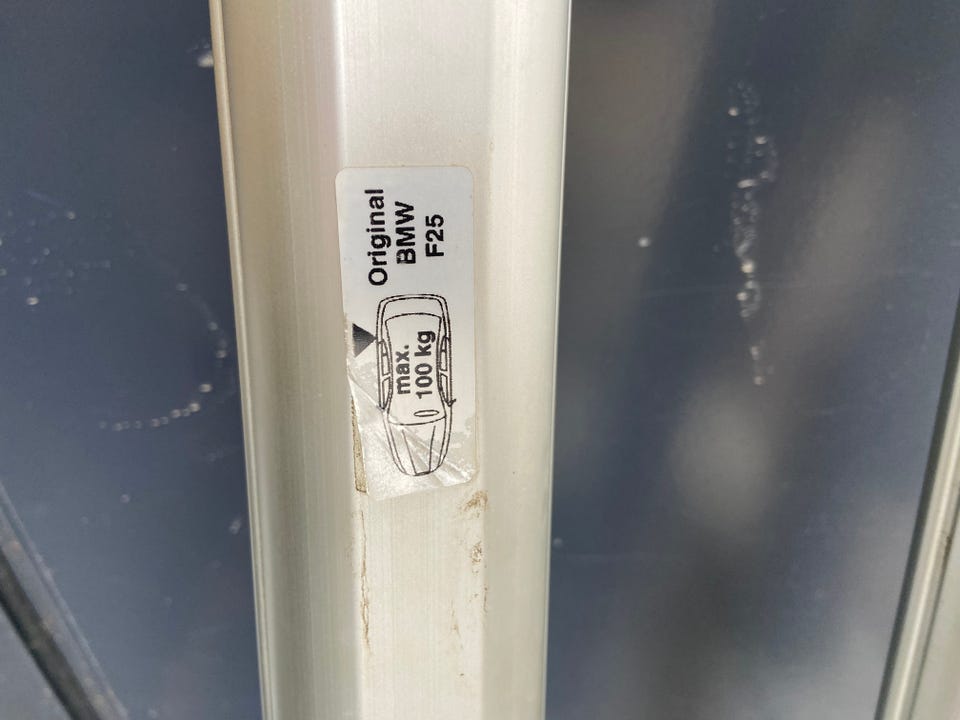 Original
BMW
F25
max.
100 kg